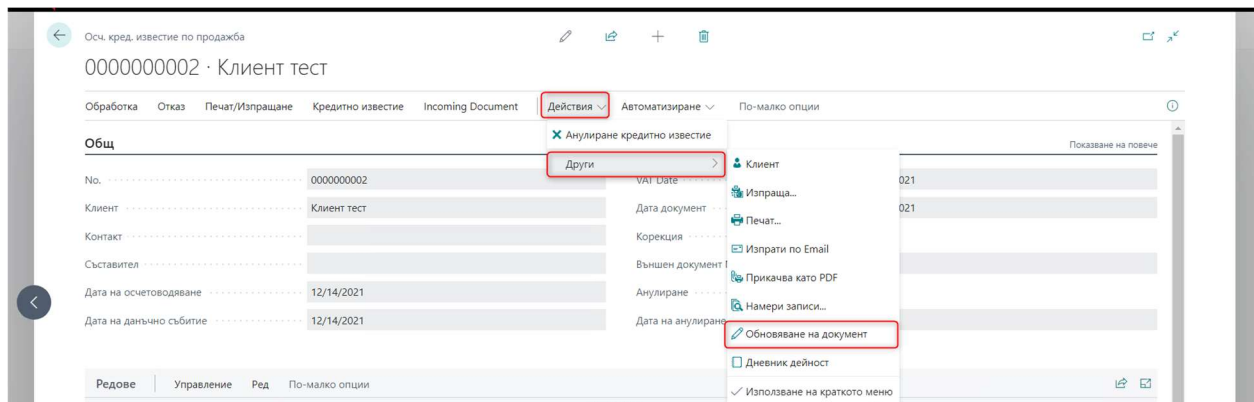 Осч. кред. известие по продажба
0000000002 · Клиент тест
Обработка Отказ Печат/Изпращане Кредитно известие Incoming Document Действия Автоматизиране По-малко опции
Анулиране кредитно известие
Общ Показване на повече
Други
Клиент
No. 0000000002 VAT Date 021
Изпраща...
Клиент Клиент тест Дата документ 021
Печат...
Контакт Корекция
Изпрати по Email
Съставител Външен документ
Прикачва като PDF
Дата на осчетоводяване 12/14/2021 Анулиране
Намери записи...
Дата на данъчно събитие 12/14/2021 Дата на анулиране
Обновяване на документ
Дневник дейност
Редове Управление Ред По-малко опции
Използване на краткото меню